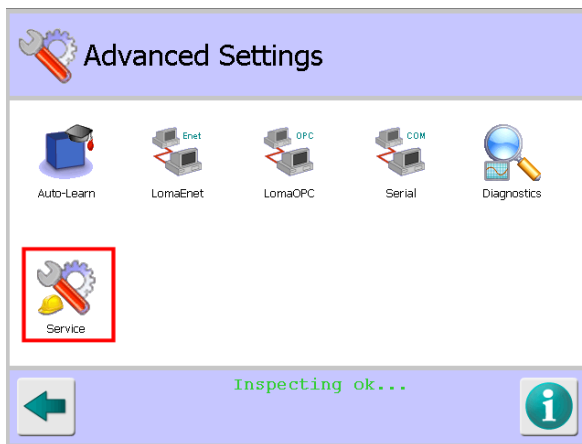 Advanced Settings
Enet
OPC
COM
Auto-Learn
LomaEnet
LomaOPC
Serial
Diagnostics
Service
Inspecting ok...
i